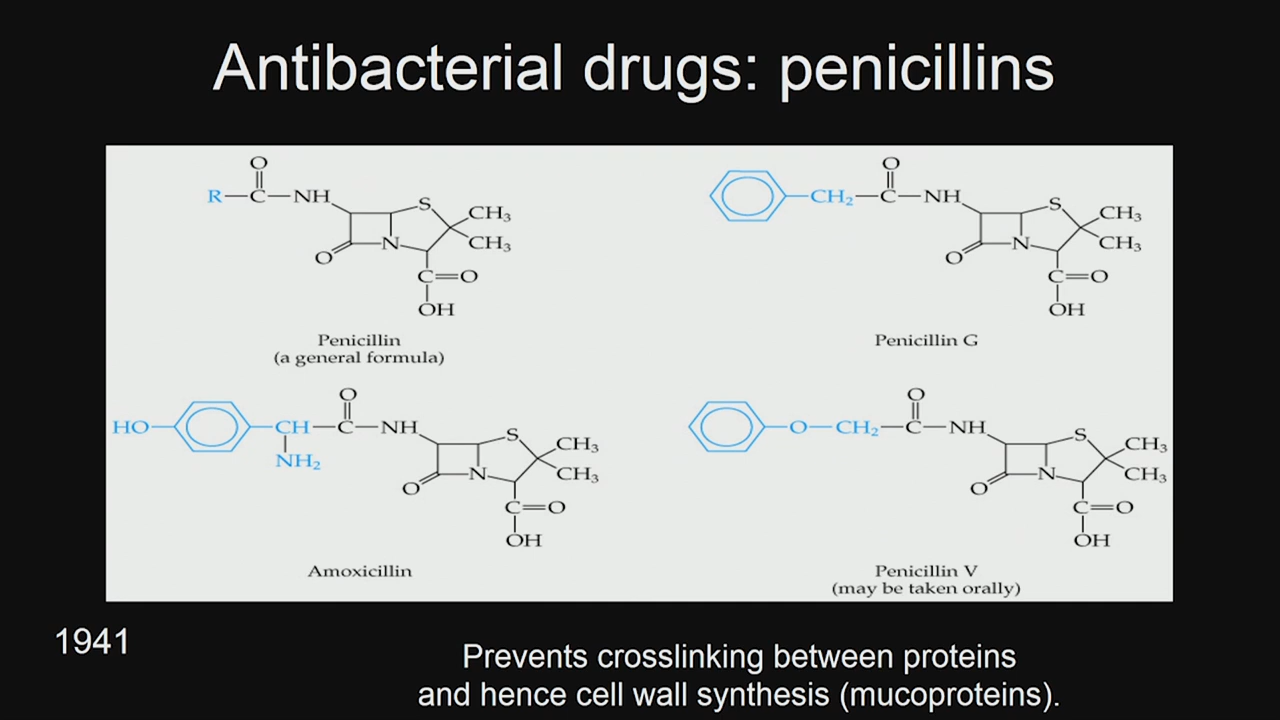 Antibacterial drugs: penicillins
O
R—C—NH
S
CH₃
CH₃
N
O
C=O
OH
Penicillin
(a general formula)
O
CH₂—C—NH
S
CH₃
CH₃
N
O
C=O
OH
Penicillin G
O
HO
CH—C—NH
NH₂
S
CH₃
CH₃
N
O
C=O
OH
Amoxicillin
O
O—CH₂—C—NH
S
CH₃
CH₃
N
O
C=O
OH
Penicillin V
(may be taken orally)
1941
Prevents crosslinking between proteins
and hence cell wall synthesis (mucoproteins).